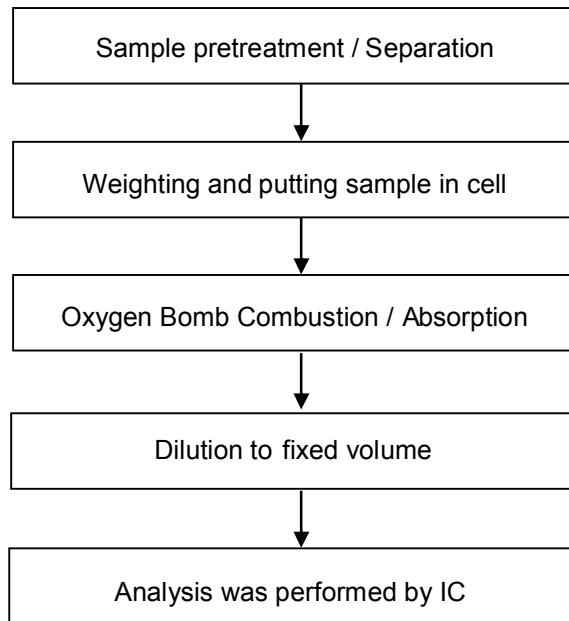 Sample pretreatment / Separation
Weighting and putting sample in cell
Oxygen Bomb Combustion / Absorption
Dilution to fixed volume
Analysis was performed by IC